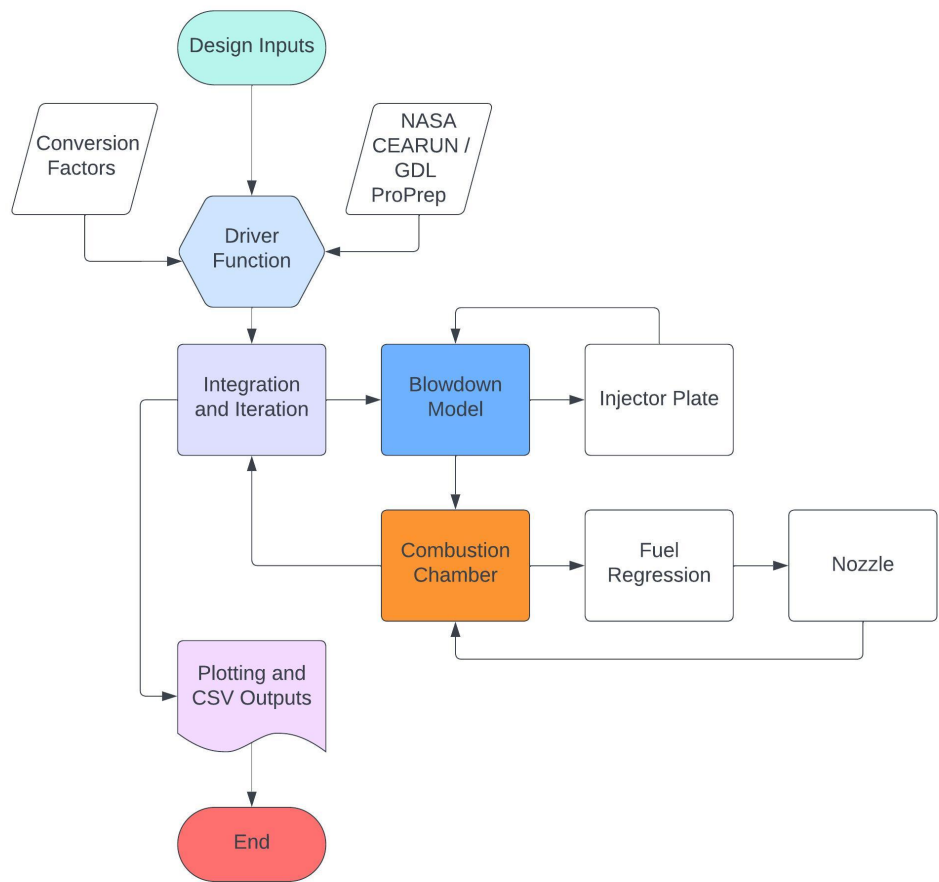 Design Inputs
Conversion
Factors
NASA
CEARUN /
GDL
ProPrep
Driver
Function
Integration
and Iteration
Blowdown
Model
Injector Plate
Combustion
Chamber
Fuel
Regression
Nozzle
Plotting and
CSV Outputs
End